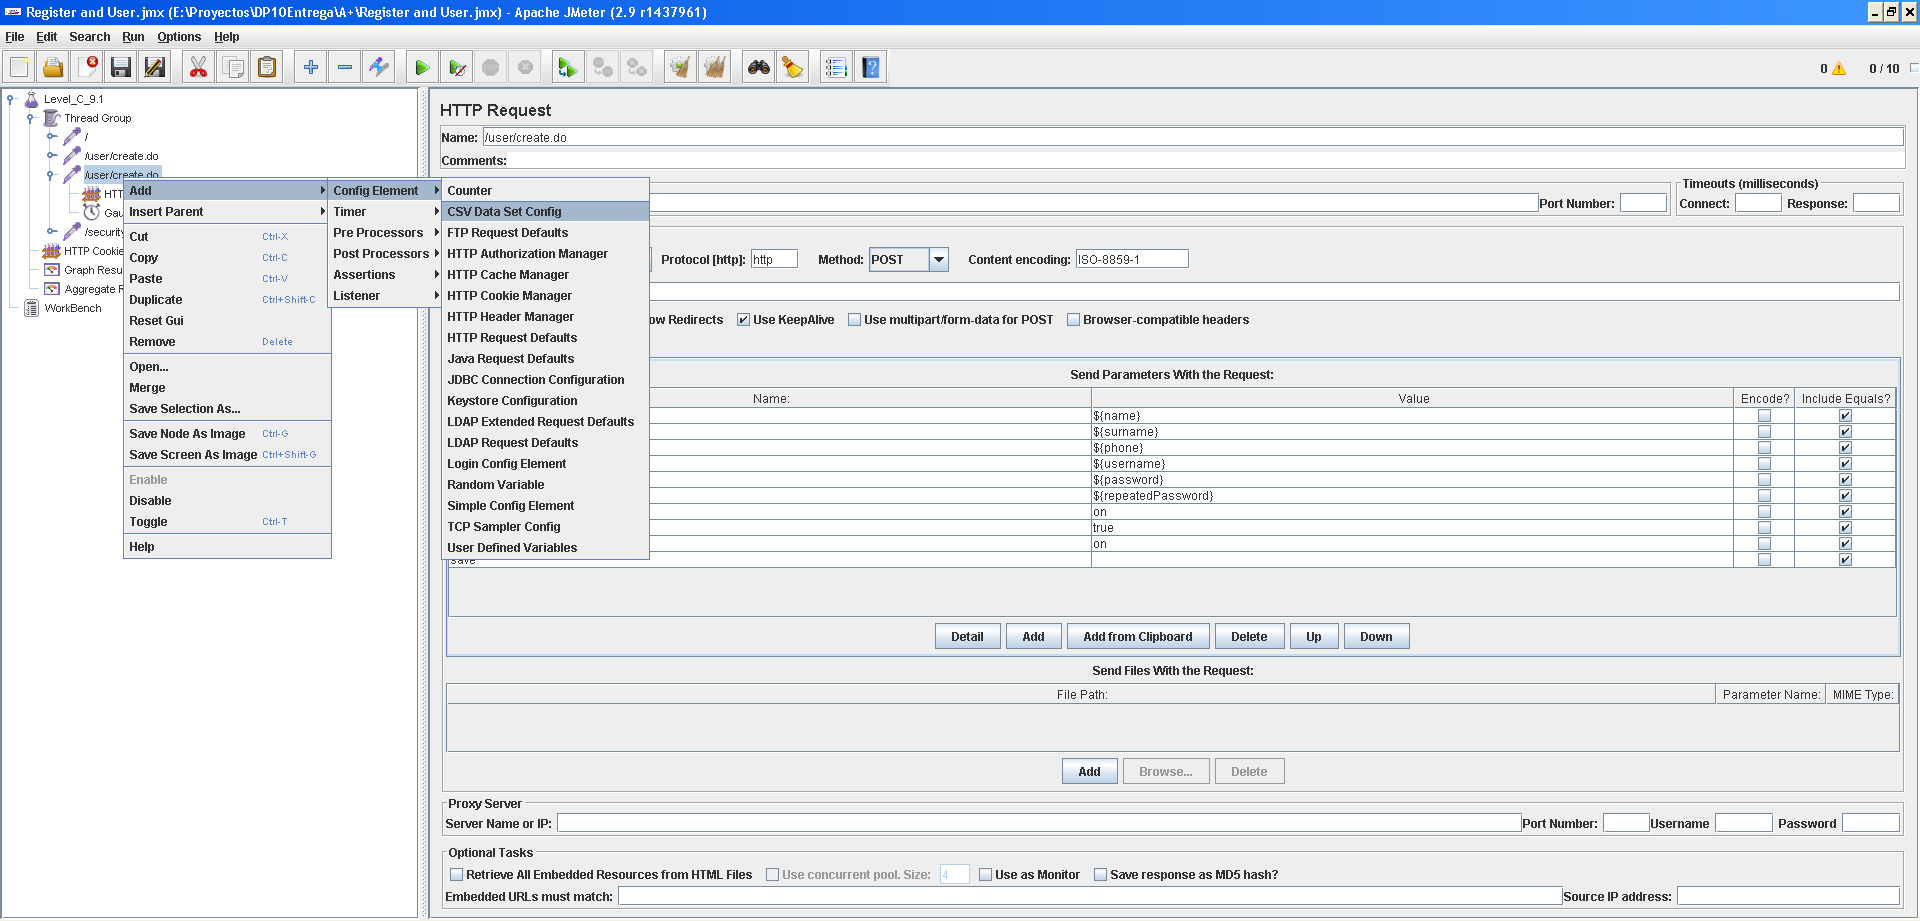 Register and User.jmx (E:\Proyectos\DP10Entrega\A+\Register and User.jmx) - Apache JMeter (2.9 r1437961)
File Edit Search Run Options Help
0 0 / 10
Level_C_9.1
Thread Group
/
/user/create.do
/user/create.do
HTT
Gau
/security
HTTP Cookie
Graph Resu
Aggregate R
WorkBench
Add
Insert Parent
Cut Ctrl-X
Copy Ctrl-C
Paste Ctrl-V
Duplicate Ctrl+Shift-C
Reset Gui
Remove Delete
Open...
Merge
Save Selection As...
Save Node As Image Ctrl-G
Save Screen As Image Ctrl+Shift-G
Enable
Disable
Toggle Ctrl-T
Help
Config Element
Timer
Pre Processors
Post Processors
Assertions
Listener
Counter
CSV Data Set Config
FTP Request Defaults
HTTP Authorization Manager
HTTP Cache Manager
HTTP Cookie Manager
HTTP Header Manager
HTTP Request Defaults
Java Request Defaults
JDBC Connection Configuration
Keystore Configuration
LDAP Extended Request Defaults
LDAP Request Defaults
Login Config Element
Random Variable
Simple Config Element
TCP Sampler Config
User Defined Variables
HTTP Request
Name: /user/create.do
Comments:
Port Number:
Timeouts (milliseconds)
Connect: Response:
Protocol [http]: http Method: POST Content encoding: ISO-8859-1
ow Redirects Use KeepAlive Use multipart/form-data for POST Browser-compatible headers
Send Parameters With the Request:
Name: Value Encode? Include Equals?
${name}
${surname}
${phone}
${username}
${password}
${repeatedPassword}
on
true
on
save
Detail Add Add from Clipboard Delete Up Down
Send Files With the Request:
File Path: Parameter Name: MIME Type:
Add Browse... Delete
Proxy Server
Server Name or IP: Port Number: Username Password
Optional Tasks
Retrieve All Embedded Resources from HTML Files Use concurrent pool. Size: 4 Use as Monitor Save response as MD5 hash?
Embedded URLs must match: Source IP address: